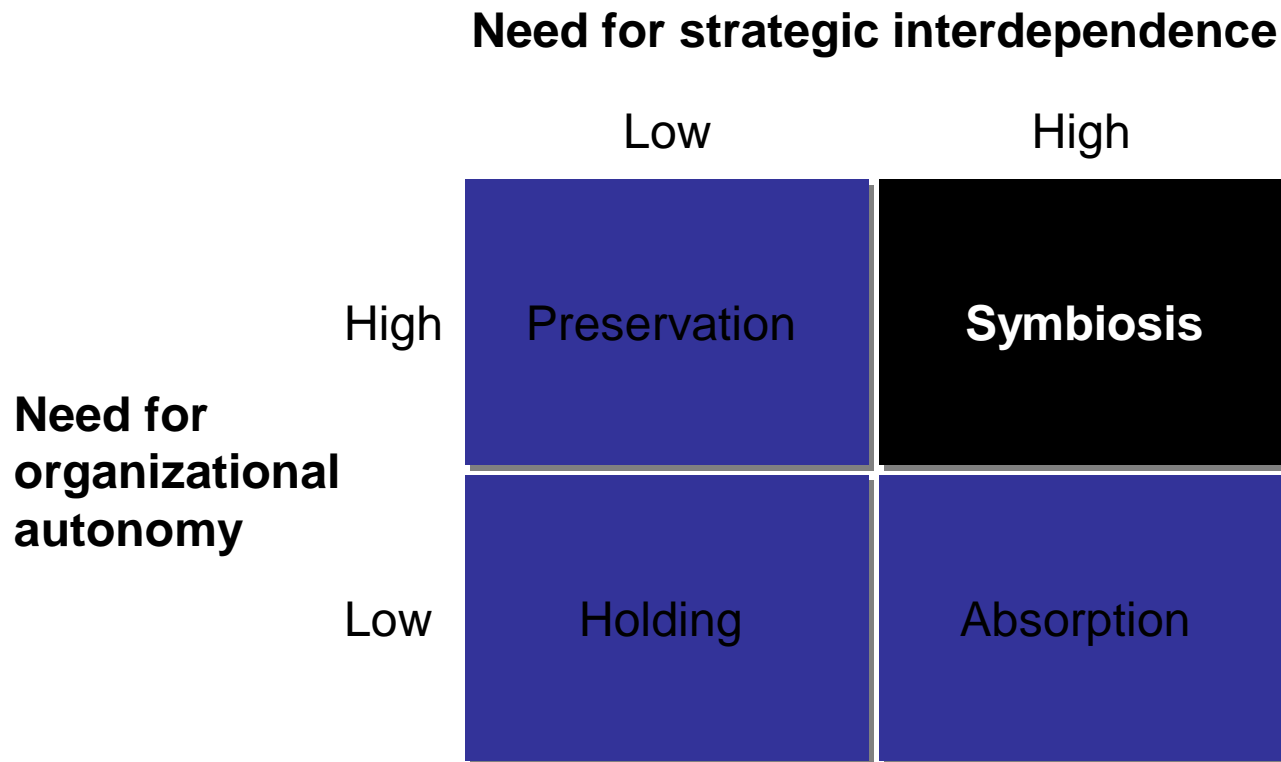 Need for strategic interdependence
Low High
High Preservation Symbiosis
Need for
organizational
autonomy
Low Holding Absorption